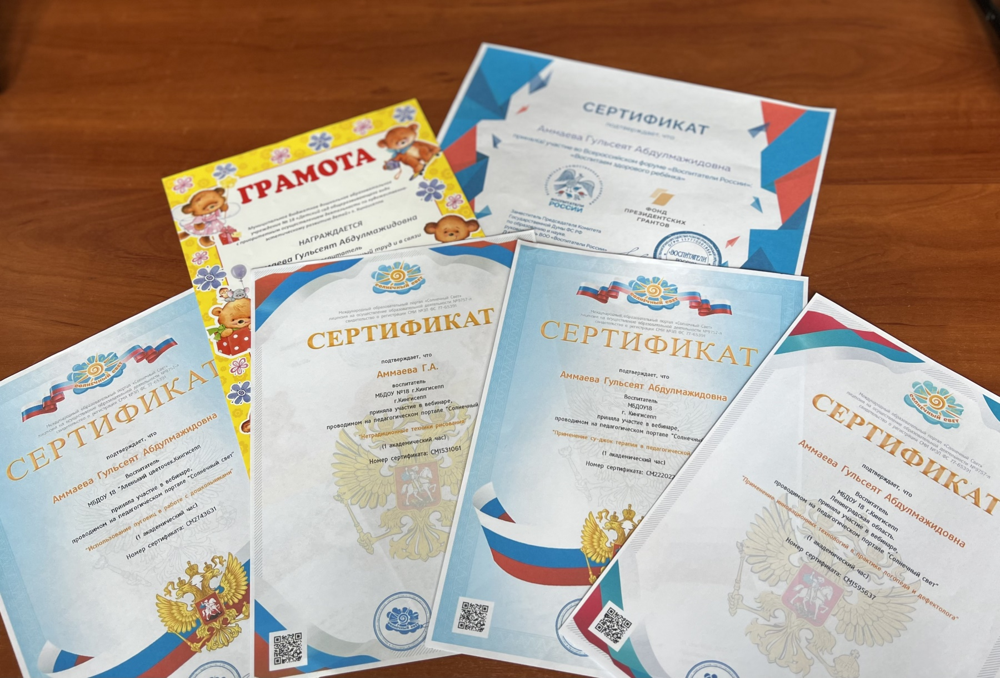 СЕРТИФИКАТ
подтверждает, что
Аммаева Гульсеят Абдулмажидовна
принял(а) участие во Всероссийском форуме «Воспитатели России»:
«Воспитаем здорового ребёнка»
ВОСПИТАТЕЛИ
РОССИИ
ФОНД
ПРЕЗИДЕНТСКИХ
ГРАНТОВ
Заместитель Председателя Комитета
Государственной Думы ФС РФ
по образованию и науке,
ВОО «Воспитатели России»
«ВОСПИТАТЕЛИ
ГРАМОТА
Муниципальное бюджетное дошкольное образовательное
учреждение № 18 «Детский сад общеразвивающего вида
с приоритетным осуществлением деятельности по художественно-
эстетическому развитию детей» г. Кингисепп
НАГРАЖДАЕТСЯ
Гульсеят Абдулмажидовна
труд и в связи
СОЛНЕЧНЫЙ СВЕТ
Международный образовательный портал «Солнечный Свет»
лицензия на осуществление образовательной деятельности №9757-л
свидетельство о регистрации СМИ №ЭЛ ФС 77-65391
СЕРТИФИКАТ
подтверждает, что
Аммаева Гульсеят Абдулмажидовна
Воспитатель
МБДОУ 18 "Аленький цветочек.Кингисепп
приняла участие в вебинаре,
проводимом на педагогическом портале "Солнечный свет"
"Использование пуговиц в работе с дошкольниками"
(1 академический час)
Номер сертификата: СМ2743631
СОЛНЕЧНЫЙ СВЕТ
Международный образовательный портал «Солнечный Свет»
лицензия на осуществление образовательной деятельности №9757-л
свидетельство о регистрации СМИ №ЭЛ ФС 77-65391
СЕРТИФИКАТ
подтверждает, что
Аммаева Г.А.
воспитатель
МБДОУ №18 г.Кингисепп
г.Кингисепп
приняла участие в вебинаре,
проводимом на педагогическом портале "Солнечный
"Нетрадиционные техники рисования"
(1 академический час)
Номер сертификата: СМ1531061
СОЛНЕЧНЫЙ СВЕТ
СОЛНЕЧНЫЙ СВЕТ
Международный образовательный портал «Солнечный Свет»
лицензия на осуществление образовательной деятельности №9757-л
свидетельство о регистрации СМИ №ЭЛ ФС 77-65391
СЕРТИФИКАТ
подтверждает, что
Аммаева Гульсеят Абдулмажидовна
Воспитатель
МБДОУ18
г. Кингисепп
приняла участие в вебинаре,
проводимом на педагогическом портале "Солнечный
"Применение су-джок терапии в педагогической
(1 академический час)
Номер сертификата: СМ222022
СОЛНЕЧНЫЙ СВЕТ
Международный образовательный портал «Солнечный Свет»
лицензия на осуществление образовательной деятельности №9757-л
свидетельство о регистрации СМИ №ЭЛ ФС 77-65391
СЕРТИФИКАТ
подтверждает, что
Аммаева Гульсеят Абдулмажидовна
Воспитатель
МБДОУ 18 г.Кингисепп
Ленинградская область.
приняла участие в вебинаре,
проводимом на педагогическом портале "Солнечный свет"
"Применение инновационных технологий в практике логопеда и дефектолога"
(1 академический час)
Номер сертификата: СМ1595637